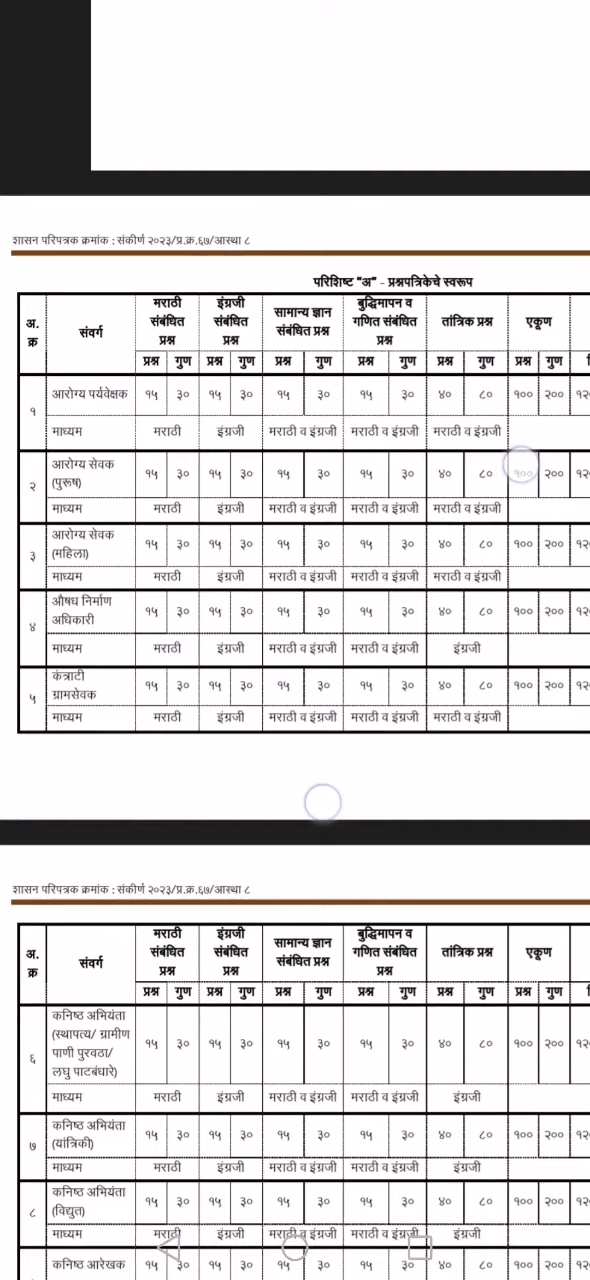 शासन परिपत्रक क्रमांक : संकीर्ण २०२३/प्र.क्र.६७/आस्था ८
परिशिष्ट "अ" - प्रश्नपत्रिकेचे स्वरूप
अ. क्र संवर्ग मराठी संबंधित प्रश्न इंग्रजी संबंधित प्रश्न सामान्य ज्ञान संबंधित प्रश्न बुद्धिमापन व गणित संबंधित प्रश्न तांत्रिक प्रश्न एकूण
प्रश्न गुण प्रश्न गुण प्रश्न गुण प्रश्न गुण प्रश्न गुण प्रश्न गुण
१ आरोग्य पर्यवेक्षक १५ ३० १५ ३० १५ ३० १५ ३० ४० ८० १०० २००
माध्यम मराठी इंग्रजी मराठी व इंग्रजी मराठी व इंग्रजी मराठी व इंग्रजी
२ आरोग्य सेवक (पुरूष) १५ ३० १५ ३० १५ ३० १५ ३० ४० ८० १०० २००
माध्यम मराठी इंग्रजी मराठी व इंग्रजी मराठी व इंग्रजी मराठी व इंग्रजी
३ आरोग्य सेवक (महिला) १५ ३० १५ ३० १५ ३० १५ ३० ४० ८० १०० २००
माध्यम मराठी इंग्रजी मराठी व इंग्रजी मराठी व इंग्रजी मराठी व इंग्रजी
४ औषध निर्माण अधिकारी १५ ३० १५ ३० १५ ३० १५ ३० ४० ८० १०० २००
माध्यम मराठी इंग्रजी मराठी व इंग्रजी मराठी व इंग्रजी इंग्रजी
५ कंत्राटी ग्रामसेवक १५ ३० १५ ३० १५ ३० १५ ३० ४० ८० १०० २००
माध्यम मराठी इंग्रजी मराठी व इंग्रजी मराठी व इंग्रजी मराठी व इंग्रजी
शासन परिपत्रक क्रमांक : संकीर्ण २०२३/प्र.क्र.६७/आस्था ८
अ. क्र संवर्ग मराठी संबंधित प्रश्न इंग्रजी संबंधित प्रश्न सामान्य ज्ञान संबंधित प्रश्न बुद्धिमापन व गणित संबंधित प्रश्न तांत्रिक प्रश्न एकूण
प्रश्न गुण प्रश्न गुण प्रश्न गुण प्रश्न गुण प्रश्न गुण प्रश्न गुण
६ कनिष्ठ अभियंता (स्थापत्य/ ग्रामीण पाणी पुरवठा/ लघु पाटबंधारे) १५ ३० १५ ३० १५ ३० १५ ३० ४० ८० १०० २००
माध्यम मराठी इंग्रजी मराठी व इंग्रजी मराठी व इंग्रजी इंग्रजी
७ कनिष्ठ अभियंता (यांत्रिकी) १५ ३० १५ ३० १५ ३० १५ ३० ४० ८० १०० २००
माध्यम मराठी इंग्रजी मराठी व इंग्रजी मराठी व इंग्रजी इंग्रजी
८ कनिष्ठ अभियंता (विद्युत) १५ ३० १५ ३० १५ ३० १५ ३० ४० ८० १०० २००
माध्यम मराठी इंग्रजी मराठी व इंग्रजी मराठी व इंग्रजी इंग्रजी
कनिष्ठ आरेखक १५ ३० १५ ३० १५ ३० १५ ३० ४० ८० १०० २००